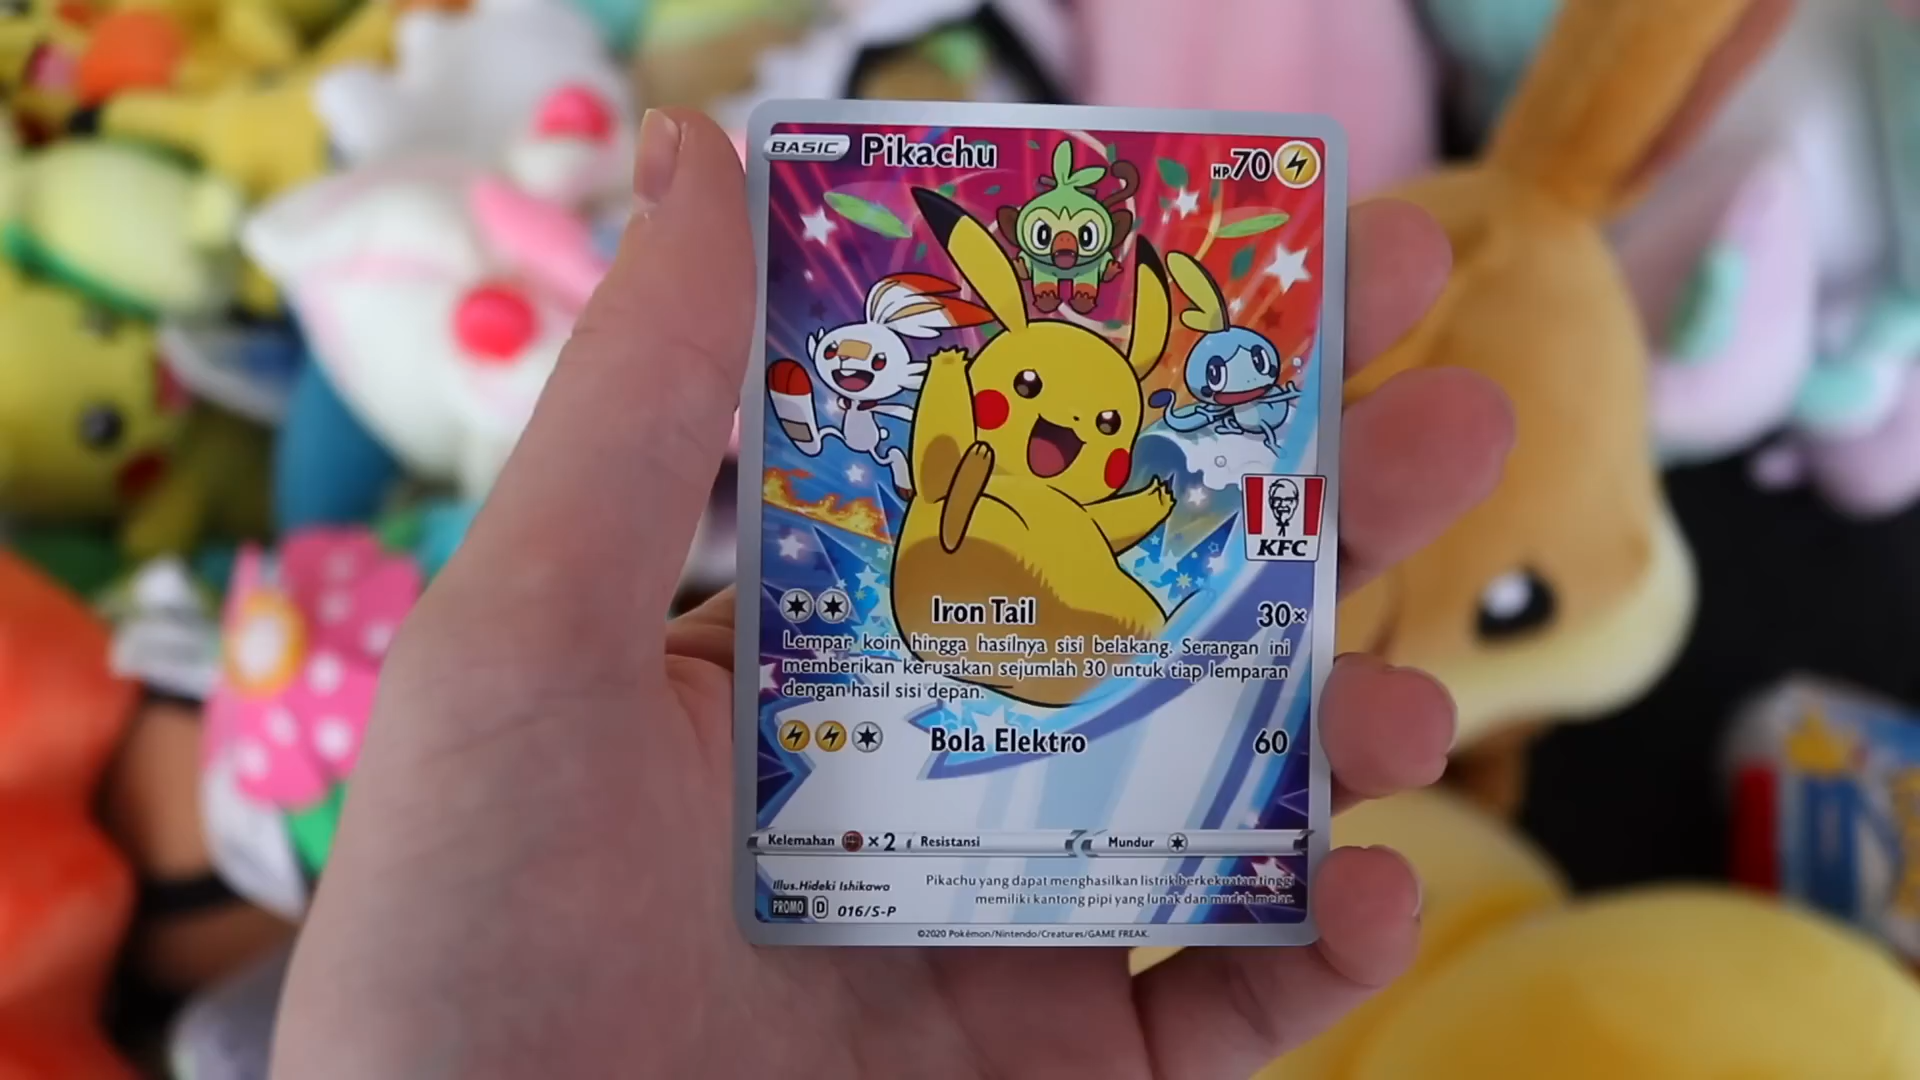 BASIC Pikachu HP70
KFC
Iron Tail 30×
Lempar koin hingga hasilnya sisi belakang. Serangan ini
memberikan kerusakan sejumlah 30 untuk tiap lemparan
dengan hasil sisi depan.
Bola Elektro 60
Kelemahan ×2 Resistansi Mundur
Illus.Hideki Ishikawa
Pikachu yang dapat menghasilkan listrik berkekuatan tinggi
memiliki kantong pipi yang lunak dan mudah melar.
PROMO D 016/S-P
©2020 Pokémon/Nintendo/Creatures/GAME FREAK.